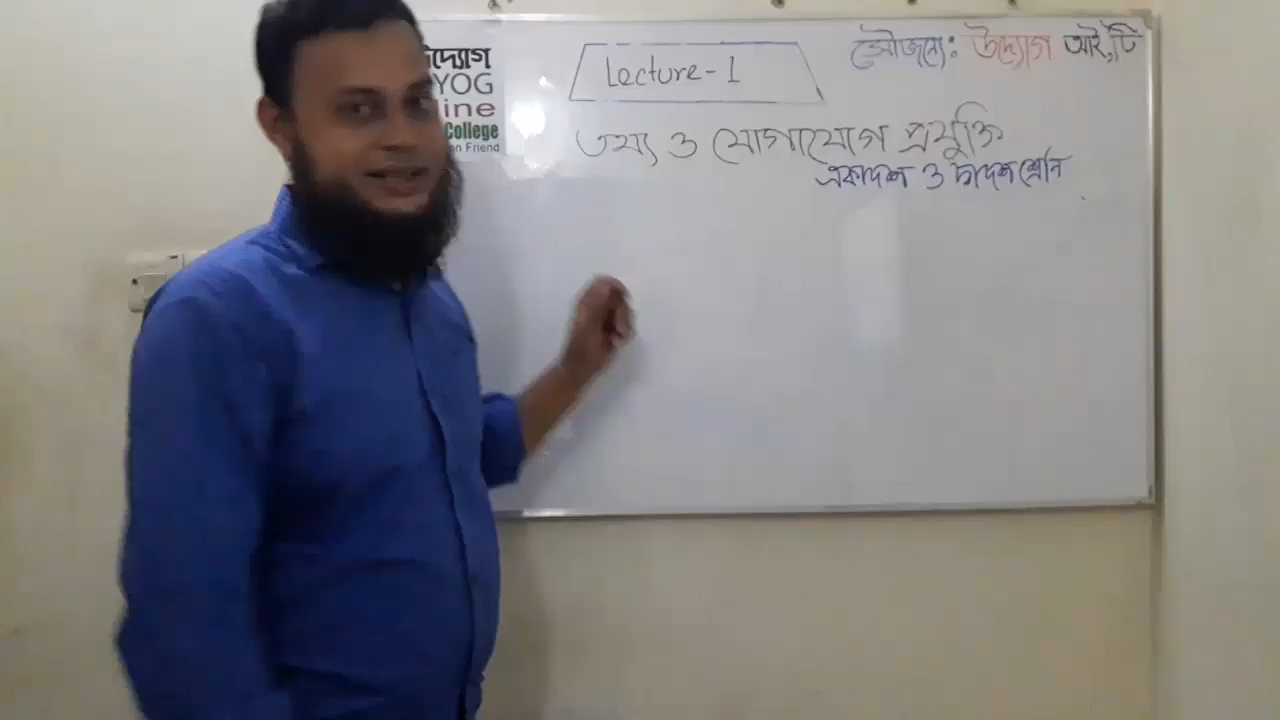 দ্যোগ
YOG
ine
College
en Friend
Lecture-1
সৌজন্যে: উদ্যোগ আই,টি
তথ্য ও যোগাযোগ প্রযুক্তি
একাদশ ও দ্বাদশ শ্রেনি